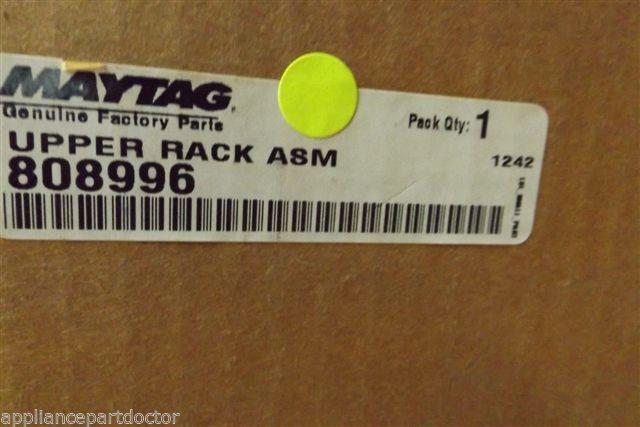 MAYTAG
Genuine Factory Parts
Pack Qty: 1
UPPER RACK ASM
1242
808996
appliancepartdoctor